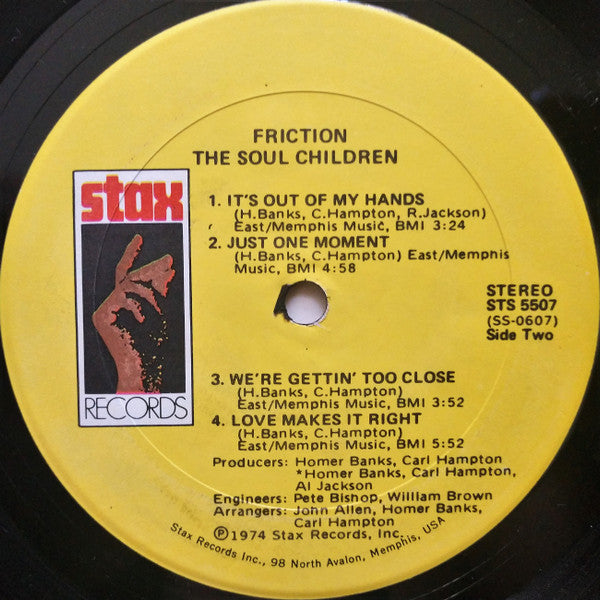 FRICTION
THE SOUL CHILDREN
stax
RECORDS
1. IT'S OUT OF MY HANDS
(H.Banks, C.Hampton, R.Jackson)
East/Memphis Music, BMI 3:24
2. JUST ONE MOMENT
(H.Banks, C.Hampton) East/Memphis
Music, BMI 4:58
STEREO
STS 5507
(SS-0607)
Side Two
3. WE'RE GETTIN' TOO CLOSE
(H.Banks, C.Hampton)
East/Memphis Music, BMI 3:52
4. LOVE MAKES IT RIGHT
(H.Banks, C.Hampton)
East/Memphis Music, BMI 5:52
Producers: Homer Banks, Carl Hampton
*Homer Banks, Carl Hampton,
Al Jackson
Engineers: Pete Bishop, William Brown
Arrangers: John Allen, Homer Banks,
Carl Hampton
Ⓟ1974 Stax Records, Inc.
Stax Records Inc., 98 North Avalon, Memphis, USA